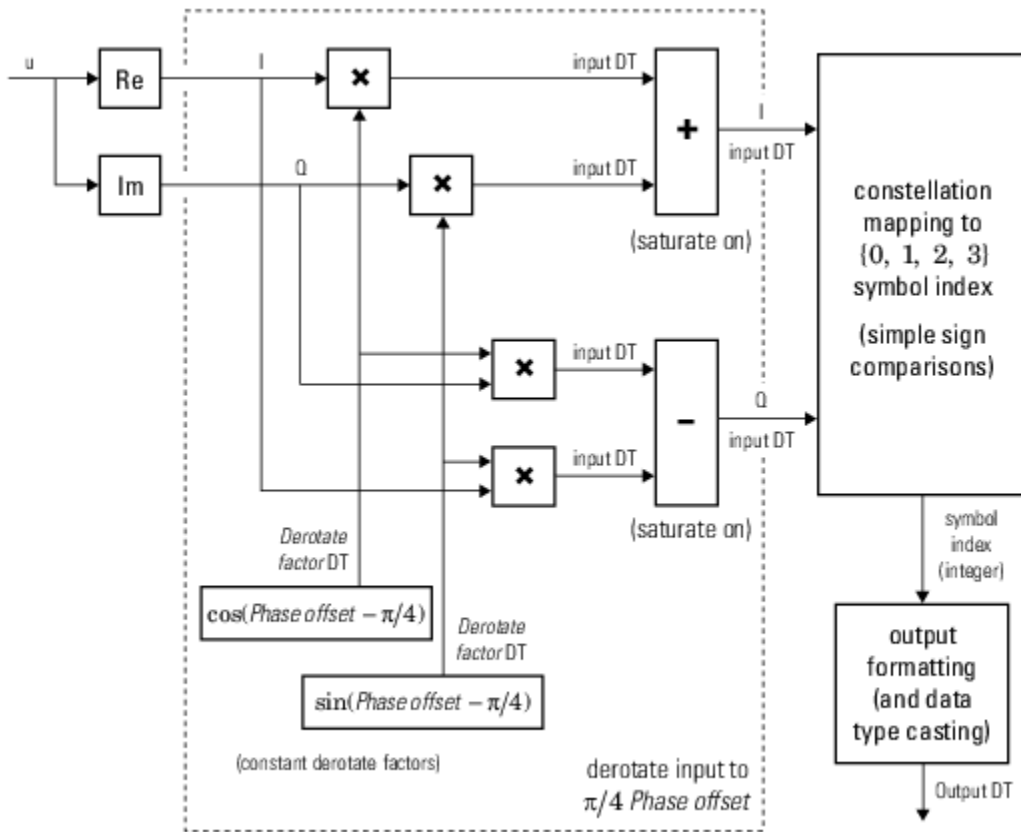 u
Re
I
×
input DT
+
I
input DT
Im
Q
×
input DT
(saturate on)
constellation
mapping to
{0, 1, 2, 3}
symbol index
(simple sign
comparisons)
×
input DT
−
Q
input DT
×
input DT
(saturate on)
Derotate
factor DT
cos(Phase offset − π/4)
Derotate
factor DT
sin(Phase offset − π/4)
(constant derotate factors)
derotate input to
π/4 Phase offset
symbol
index
(integer)
output
formatting
(and data
type casting)
Output DT